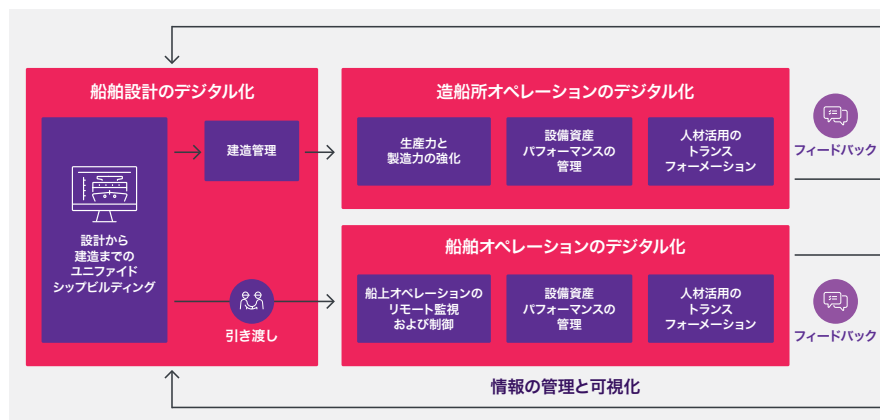 船舶設計のデジタル化
設計から
建造までの
ユニファイド
シップビルディング
建造管理
引き渡し
造船所オペレーションのデジタル化
生産力と
製造力の強化
設備資産
パフォーマンスの
管理
人材活用の
トランス
フォーメーション
フィードバック
船舶オペレーションのデジタル化
船上オペレーションの
リモート監視
および制御
設備資産
パフォーマンスの
管理
人材活用の
トランス
フォーメーション
フィードバック
情報の管理と可視化